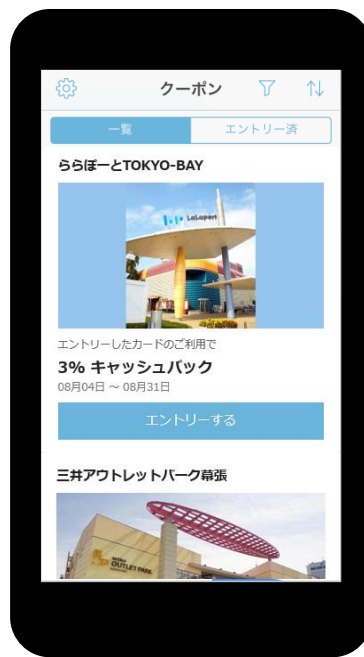 クーポン
一覧
エントリー済
ららぽーとTOKYO-BAY
LaLaport
エントリーしたカードのご利用で
3% キャッシュバック
08月04日 ～ 08月31日
エントリーする
三井アウトレットパーク幕張
OUTLET PARK